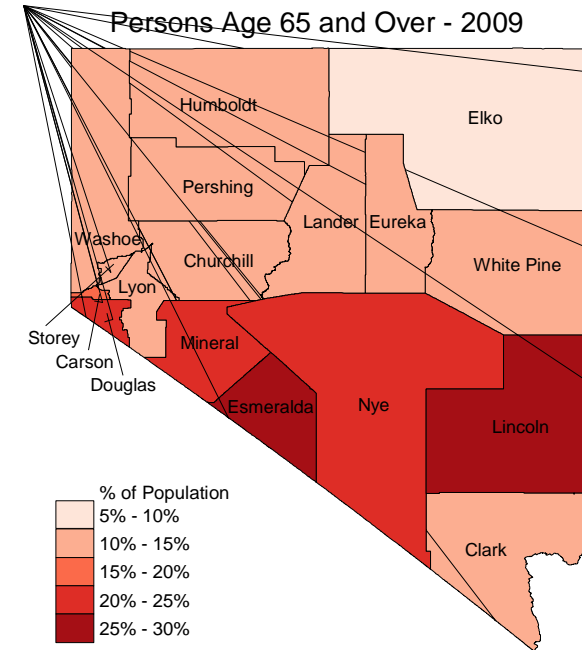 Persons Age 65 and Over - 2009
Humboldt
Elko
Pershing
Lander
Eureka
Washoe
Churchill
White Pine
Lyon
Storey
Mineral
Carson
Douglas
Esmeralda
Nye
Lincoln
% of Population
5% - 10%
10% - 15%
15% - 20%
20% - 25%
25% - 30%
Clark